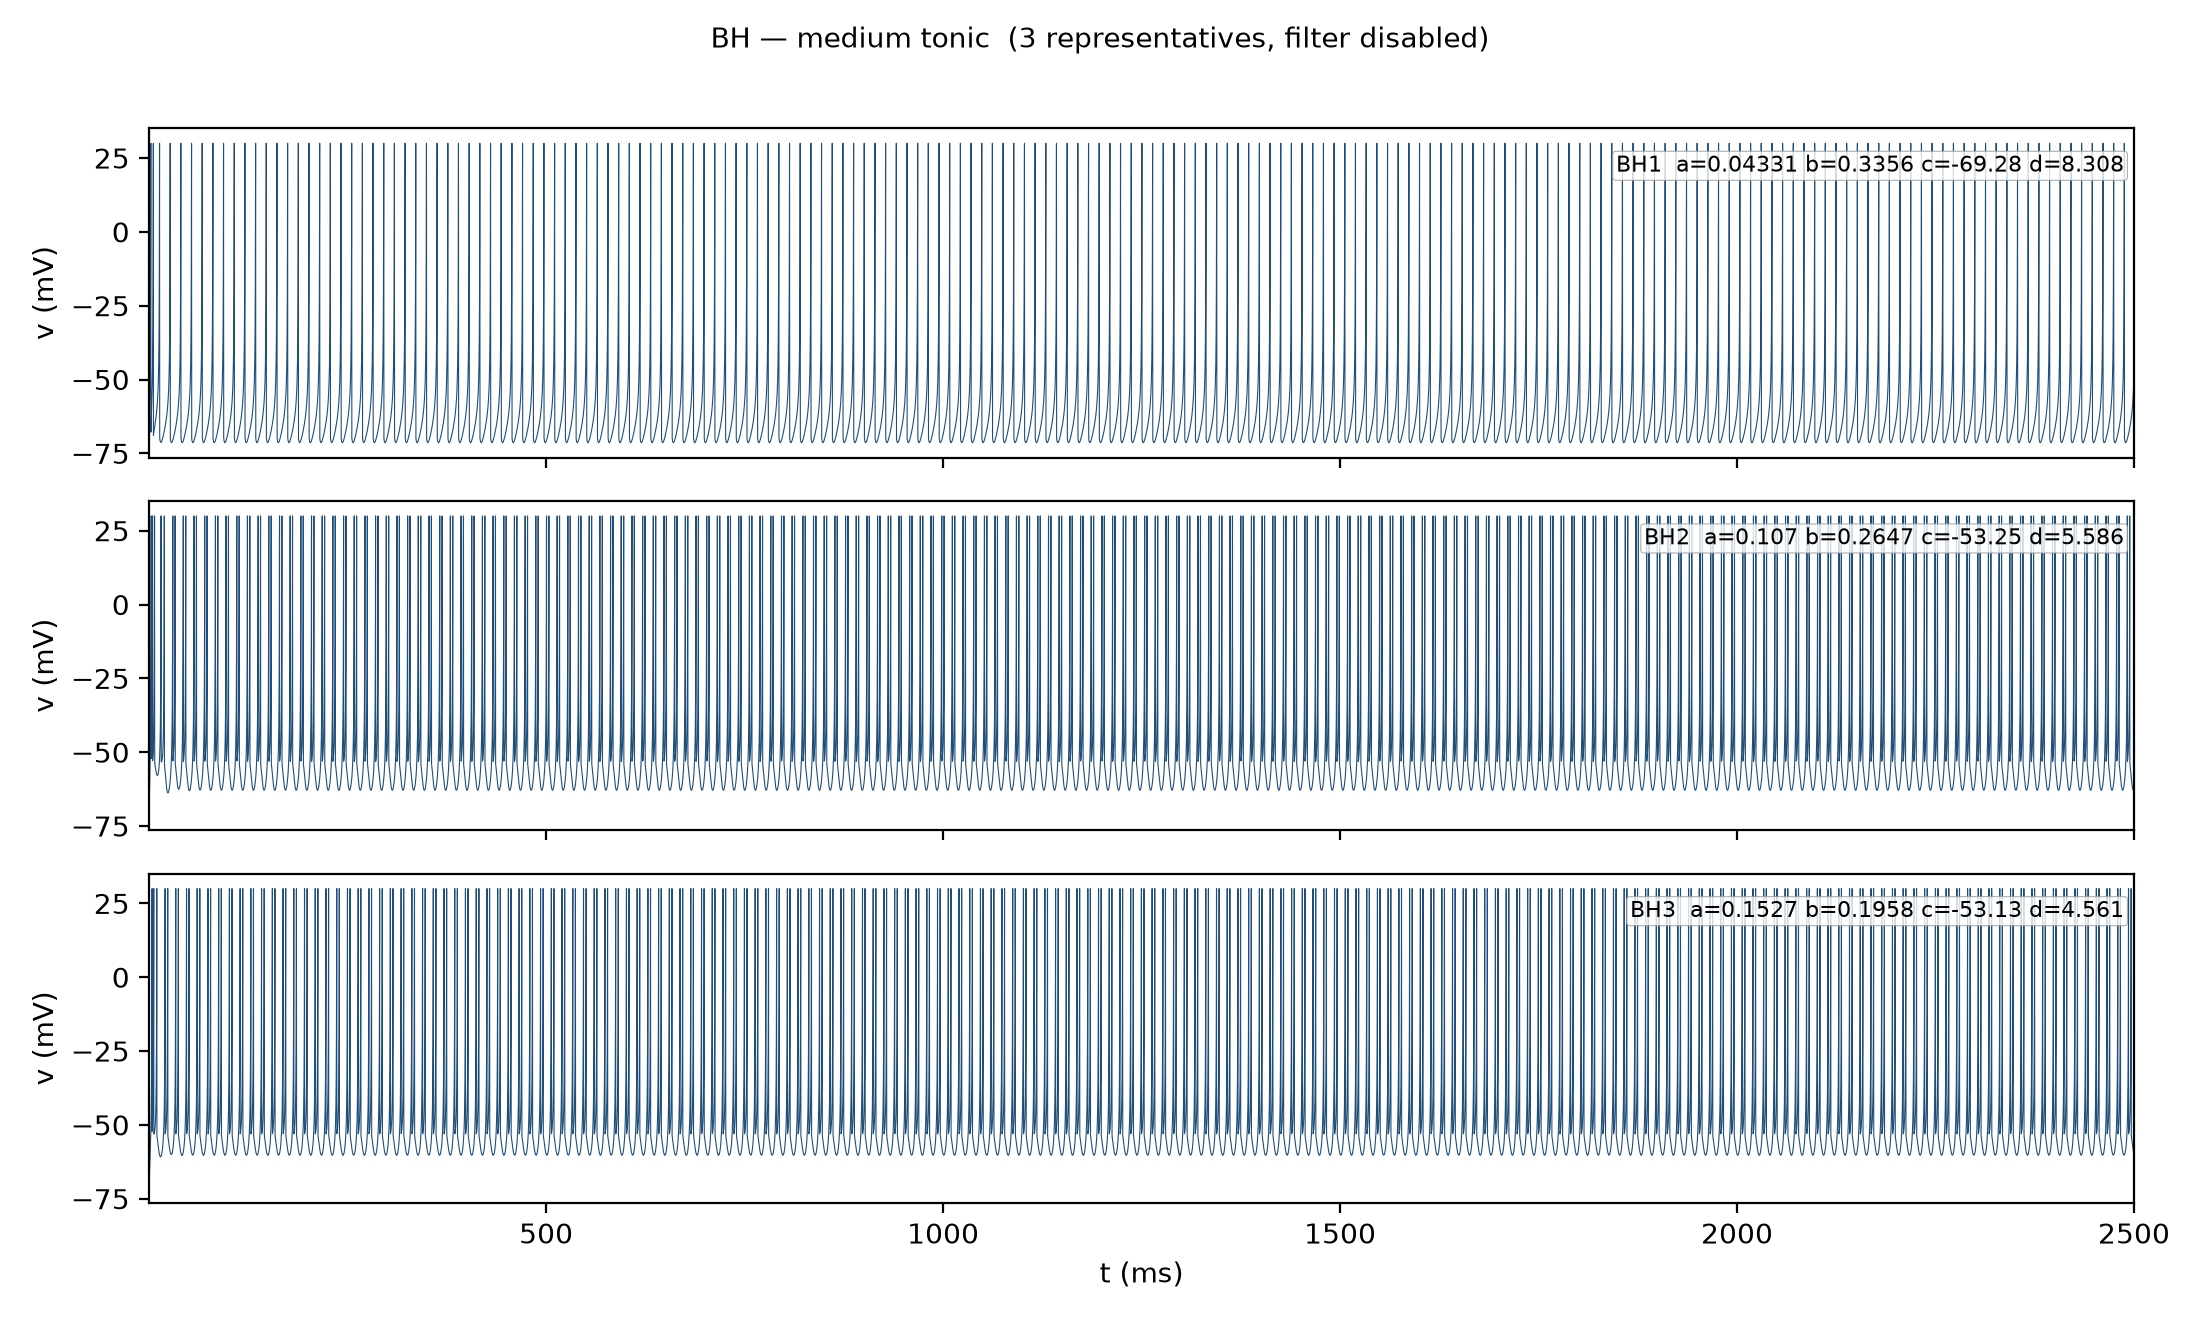 BH — medium tonic  (3 representatives, filter disabled)
25
0
−25
−50
−75
v (mV)
BH1  a=0.04331 b=0.3356 c=-69.28 d=8.308
25
0
−25
−50
−75
v (mV)
BH2  a=0.107 b=0.2647 c=-53.25 d=5.586
25
0
−25
−50
−75
v (mV)
BH3  a=0.1527 b=0.1958 c=-53.13 d=4.561
500 1000 1500 2000 2500
t (ms)